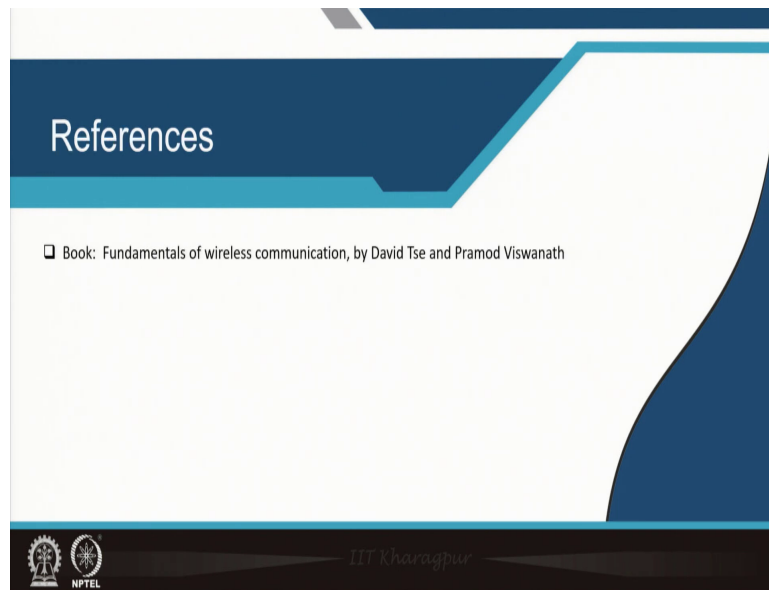 References
Book: Fundamentals of wireless communication, by David Tse and Pramod Viswanath
IIT Kharagpur
NPTEL